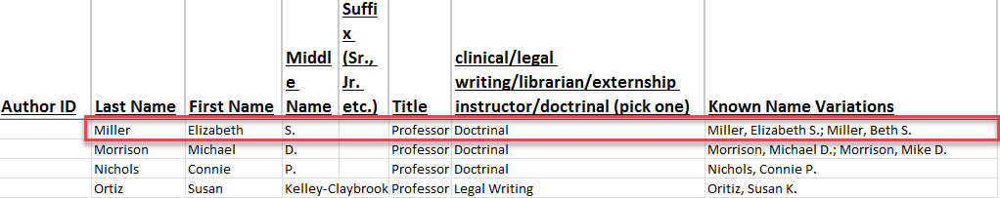 Author ID Last Name First Name Middl e Name Suffi x (Sr., Jr. etc.) Title clinical/legal writing/librarian/externship instructor/doctrinal (pick one) Known Name Variations
Miller Elizabeth S. Professor Doctrinal Miller, Elizabeth S.; Miller, Beth S.
Morrison Michael D. Professor Doctrinal Morrison, Michael D.; Morrison, Mike D.
Nichols Connie P. Professor Doctrinal Nichols, Connie P.
Ortiz Susan Kelley-Claybrook Professor Legal Writing Oritiz, Susan K.